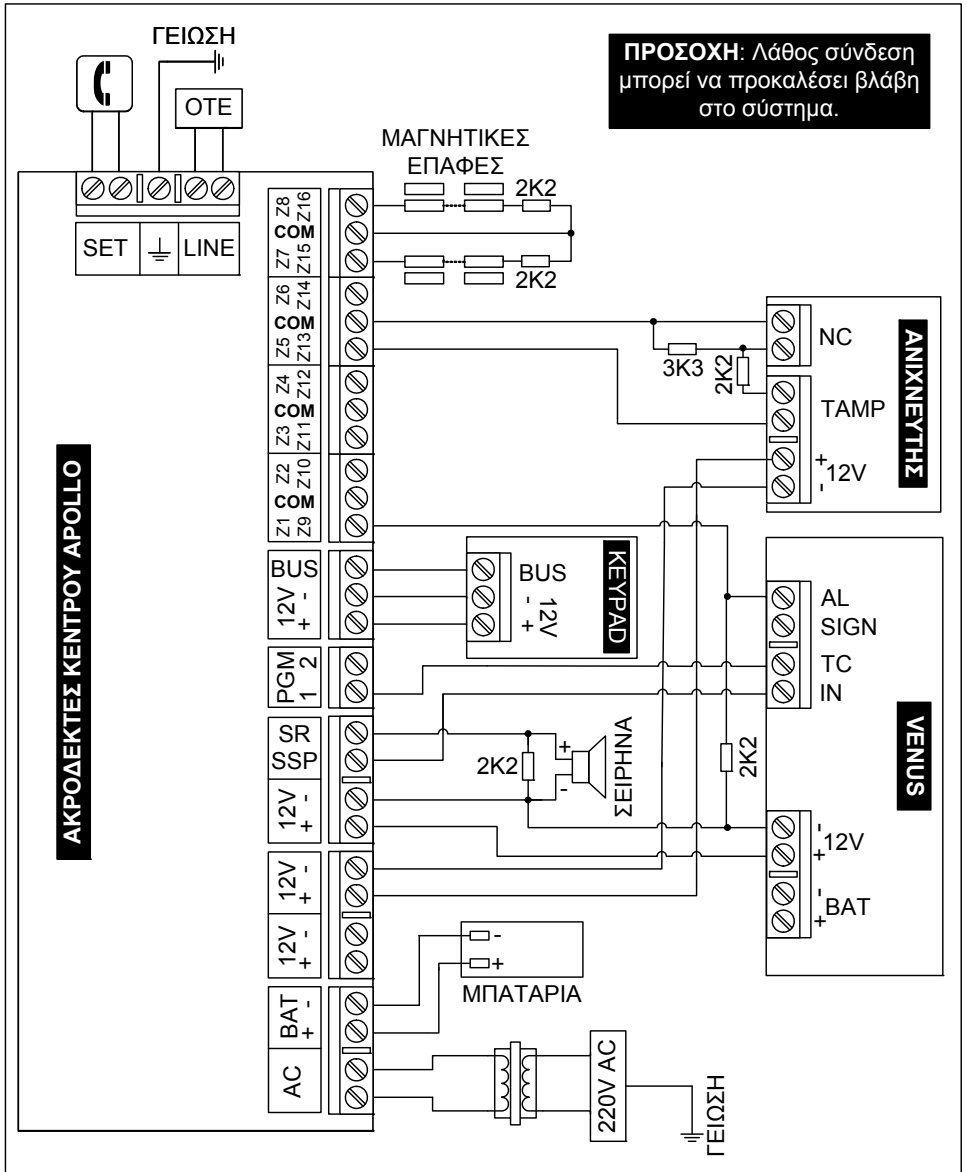 ΓΕΙΩΣΗ
ΟΤΕ
ΠΡΟΣΟΧΗ: Λάθος σύνδεση
μπορεί να προκαλέσει βλάβη
στο σύστημα.
ΜΑΓΝΗΤΙΚΕΣ
ΕΠΑΦΕΣ
SET
LINE
2K2
2K2
Z8 Z16
COM
Z7 Z15
Z6 Z14
COM
Z5 Z13
Z4 Z12
COM
Z3 Z11
Z2 Z10
COM
Z1 Z9
3K3
2K2
NC
TAMP
+
12V
-
ΑΝΙΧΝΕΥΤΗΣ
ΑΚΡΟΔΕΚΤΕΣ ΚΕΝΤΡΟΥ APOLLO
BUS
12V
+ -
BUS
- +
12V
KEYPAD
PGM
1 2
SR
SSP
12V
+ -
12V
+ -
12V
+ -
BAT
+ -
AC
2K2
+
-
ΣΕΙΡΗΝΑ
2K2
AL
SIGN
TC
IN
-
12V
+
-
BAT
+
VENUS
-
+
ΜΠΑΤΑΡΙΑ
220V AC
ΓΕΙΩΣΗ